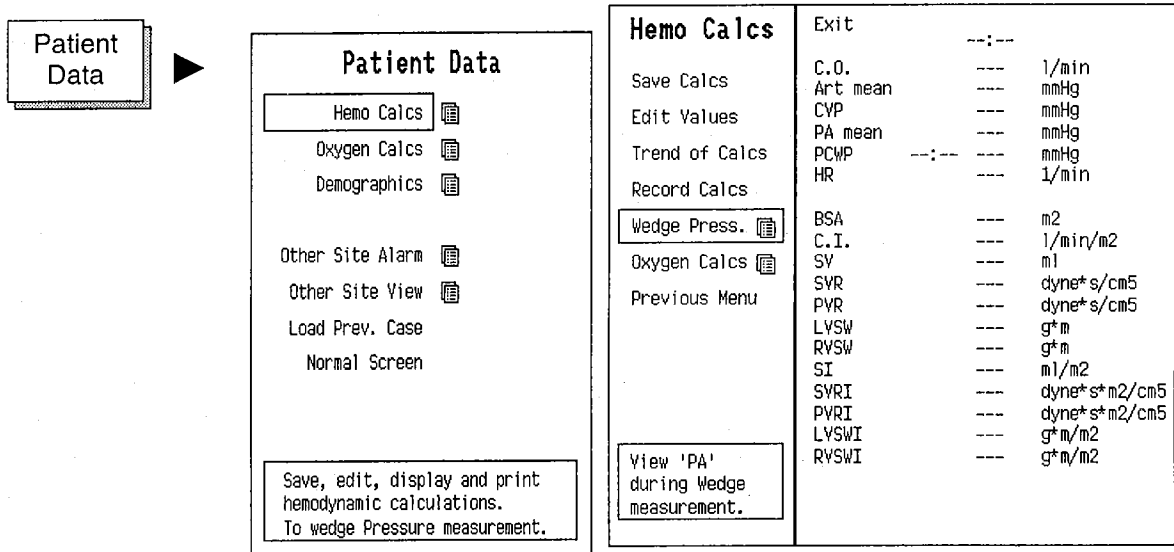 Patient
Data
Patient Data
Hemo Calcs
Oxygen Calcs
Demographics
Other Site Alarm
Other Site View
Load Prev. Case
Normal Screen
Save, edit, display and print
hemodynamic calculations.
To wedge Pressure measurement.
Hemo Calcs
Save Calcs
Edit Values
Trend of Calcs
Record Calcs
Wedge Press.
Oxygen Calcs
Previous Menu
View 'PA'
during Wedge
measurement.
Exit
--:--
C.O. --- l/min
Art mean --- mmHg
CVP --- mmHg
PA mean --- mmHg
PCWP --:-- --- mmHg
HR --- 1/min
BSA --- m2
C.I. --- l/min/m2
SV --- ml
SVR --- dyne*s/cm5
PVR --- dyne*s/cm5
LVSW --- g*m
RVSW --- g*m
SI --- ml/m2
SVRI --- dyne*s*m2/cm5
PVRI --- dyne*s*m2/cm5
LVSWI --- g*m/m2
RVSWI --- g*m/m2